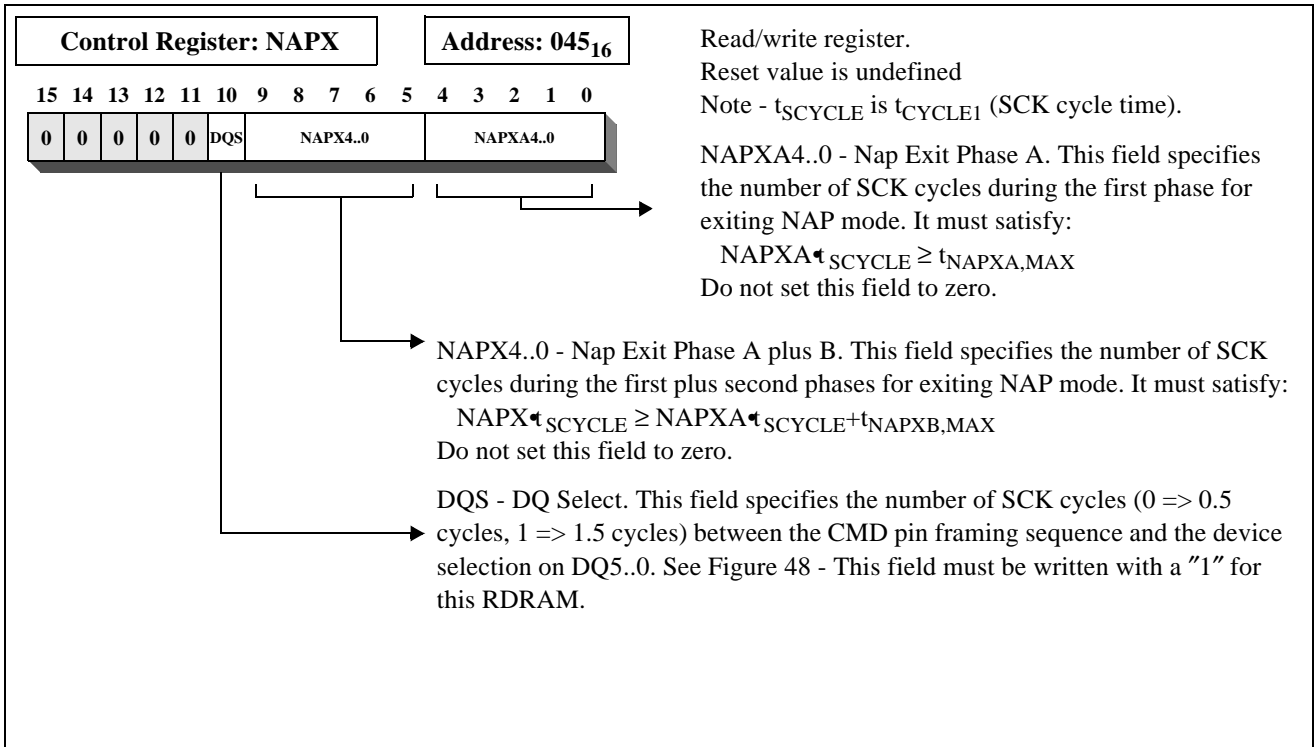 Control Register: NAPX
Address: 045₁₆
15 14 13 12 11 10 9 8 7 6 5 4 3 2 1 0
0 0 0 0 0 DQS NAPX4..0 NAPXA4..0
Read/write register.
Reset value is undefined
Note - t_SCYCLE is t_CYCLE1 (SCK cycle time).
NAPXA4..0 - Nap Exit Phase A. This field specifies
the number of SCK cycles during the first phase for
exiting NAP mode. It must satisfy:
NAPXA•t_SCYCLE ≥ t_NAPXA,MAX
Do not set this field to zero.
NAPX4..0 - Nap Exit Phase A plus B. This field specifies the number of SCK
cycles during the first plus second phases for exiting NAP mode. It must satisfy:
NAPX•t_SCYCLE ≥ NAPXA•t_SCYCLE+t_NAPXB,MAX
Do not set this field to zero.
DQS - DQ Select. This field specifies the number of SCK cycles (0 => 0.5
cycles, 1 => 1.5 cycles) between the CMD pin framing sequence and the device
selection on DQ5..0. See Figure 48 - This field must be written with a ″1″ for
this RDRAM.